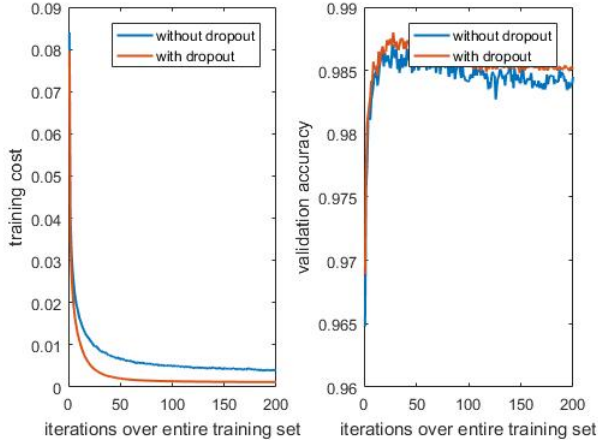 0.09
0.08
0.07
0.06
0.05
0.04
0.03
0.02
0.01
0
training cost
without dropout
with dropout
0 50 100 150 200
iterations over entire training set
0.99
0.985
0.98
0.975
0.97
0.965
0.96
validation accuracy
without dropout
with dropout
0 50 100 150 200
iterations over entire training set